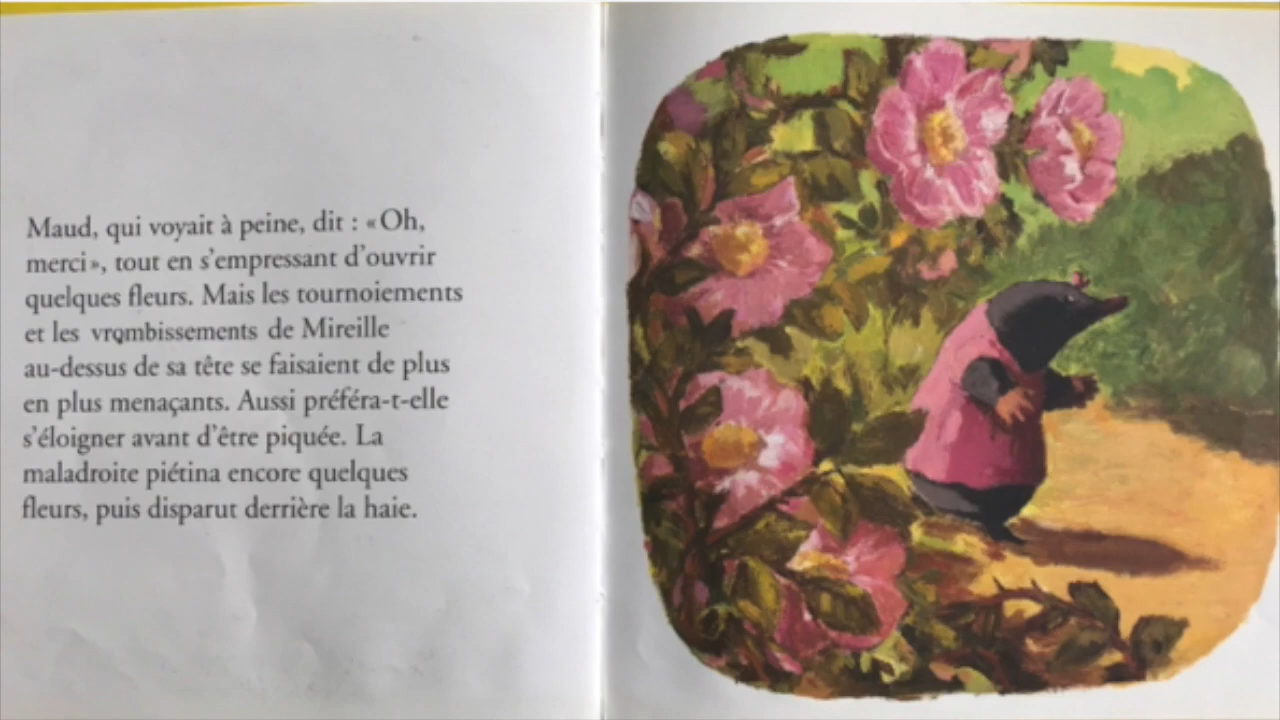 Maud, qui voyait à peine, dit : « Oh,
merci », tout en s'empressant d'ouvrir
quelques fleurs. Mais les tournoiements
et les vrombissements de Mireille
au-dessus de sa tête se faisaient de plus
en plus menaçants. Aussi préféra-t-elle
s'éloigner avant d'être piquée. La
maladroite piétina encore quelques
fleurs, puis disparut derrière la haie.